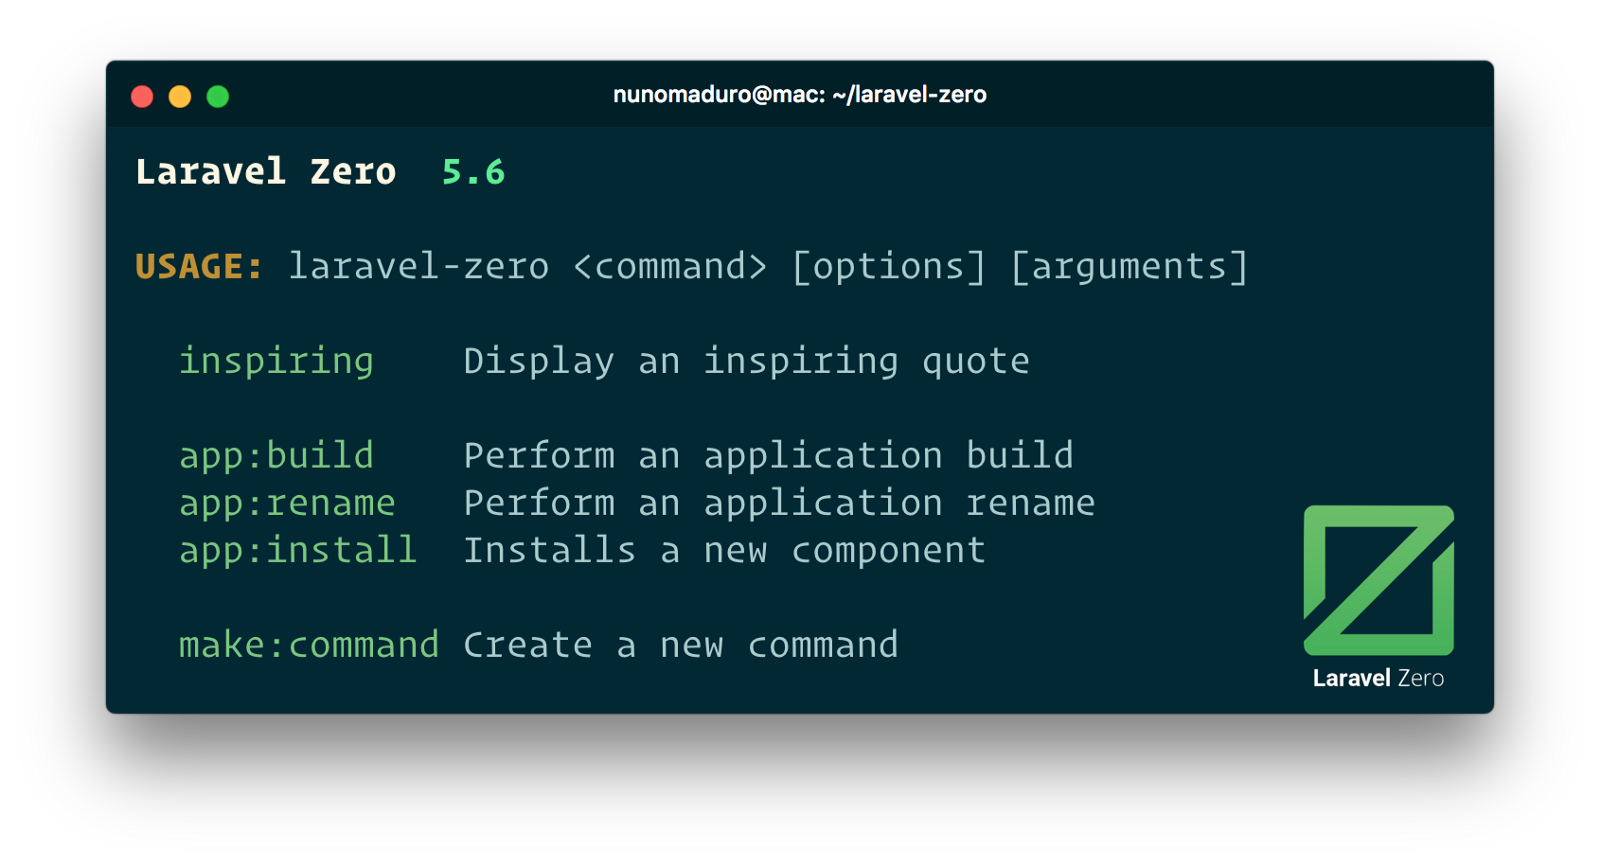 nunomaduro@mac: ~/laravel-zero
Laravel Zero 5.6
USAGE: laravel-zero <command> [options] [arguments]
inspiring Display an inspiring quote
app:build Perform an application build
app:rename Perform an application rename
app:install Installs a new component
make:command Create a new command
Laravel Zero